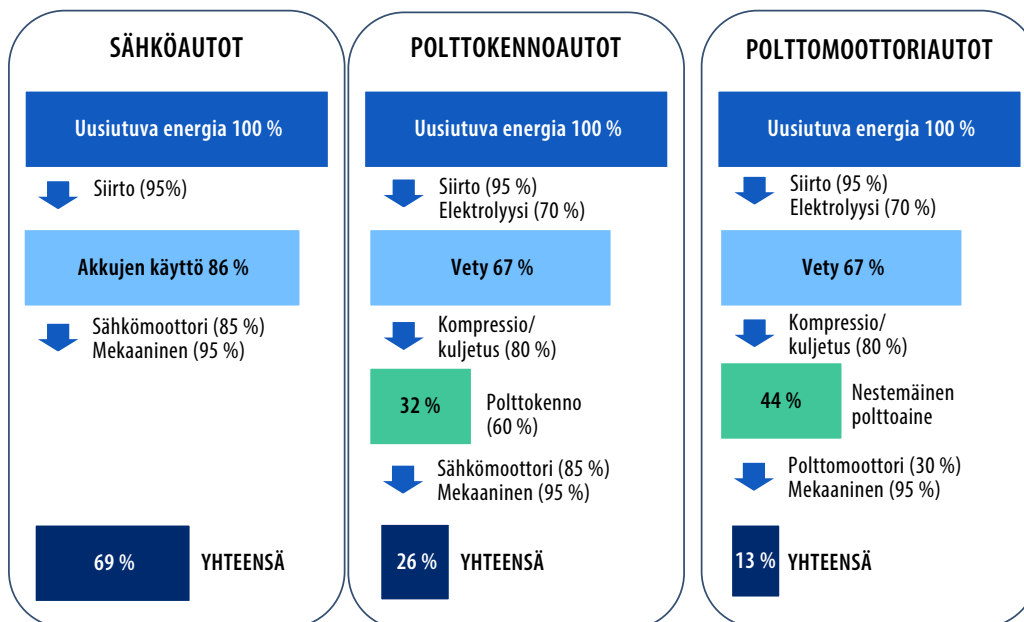 SÄHKÖAUTOT
Uusiutuva energia 100 %
Siirto (95%)
Akkujen käyttö 86 %
Sähkömoottori (85 %)
Mekaaninen (95 %)
69 %
YHTEENSÄ
POLTTOKENNOAUTOT
Uusiutuva energia 100 %
Siirto (95 %)
Elektrolyysi (70 %)
Vety 67 %
Kompressio/
kuljetus (80 %)
32 %
Polttokenno
(60 %)
Sähkömoottori (85 %)
Mekaaninen (95 %)
26 %
YHTEENSÄ
POLTTOMOOTTORIAUTOT
Uusiutuva energia 100 %
Siirto (95 %)
Elektrolyysi (70 %)
Vety 67 %
Kompressio/
kuljetus (80 %)
44 %
Nestemäinen
polttoaine
Polttomoottori (30 %)
Mekaaninen (95 %)
13 %
YHTEENSÄ